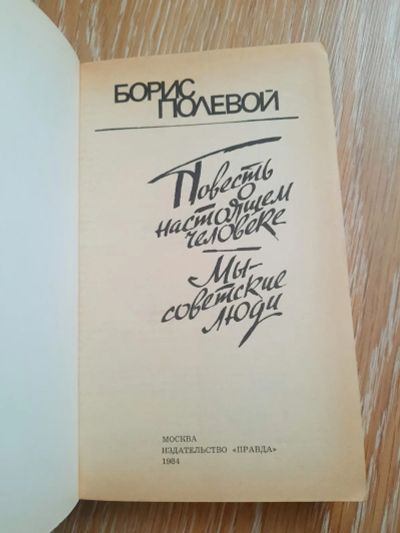 БОРИС
ПОЛЕВОЙ
Повесть
о
настоящем
человеке
Мы-
советские
люди
МОСКВА
ИЗДАТЕЛЬСТВО «ПРАВДА»
1984